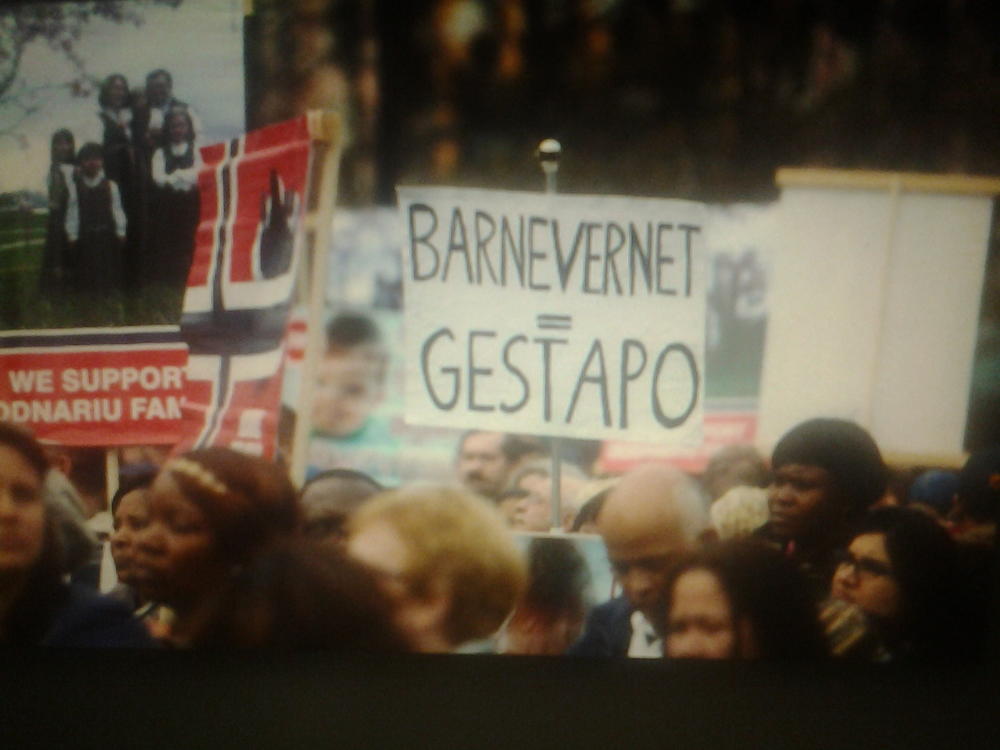 WE SUPPORT
ODNARIU FAM
BARNEVERNET
=
GESTAPO